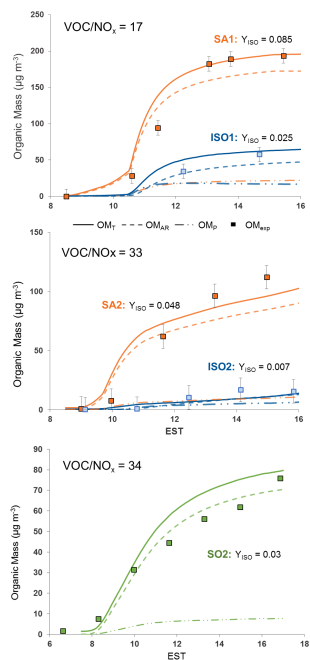 VOC/NOx = 17
SA1: YISO = 0.085
ISO1: YISO = 0.025
Organic Mass (µg m-3)
200
150
100
50
0
8 10 12 14 16
OMT OMAR OMP OMexp
VOC/NOx = 33
SA2: YISO = 0.048
ISO2: YISO = 0.007
Organic Mass (µg m-3)
150
100
50
0
8 10 12 14 16
EST
VOC/NOx = 34
SO2: YISO = 0.03
Organic Mass (µg m-3)
90
80
70
60
50
40
30
20
10
0
6 8 10 12 14 16 18
EST